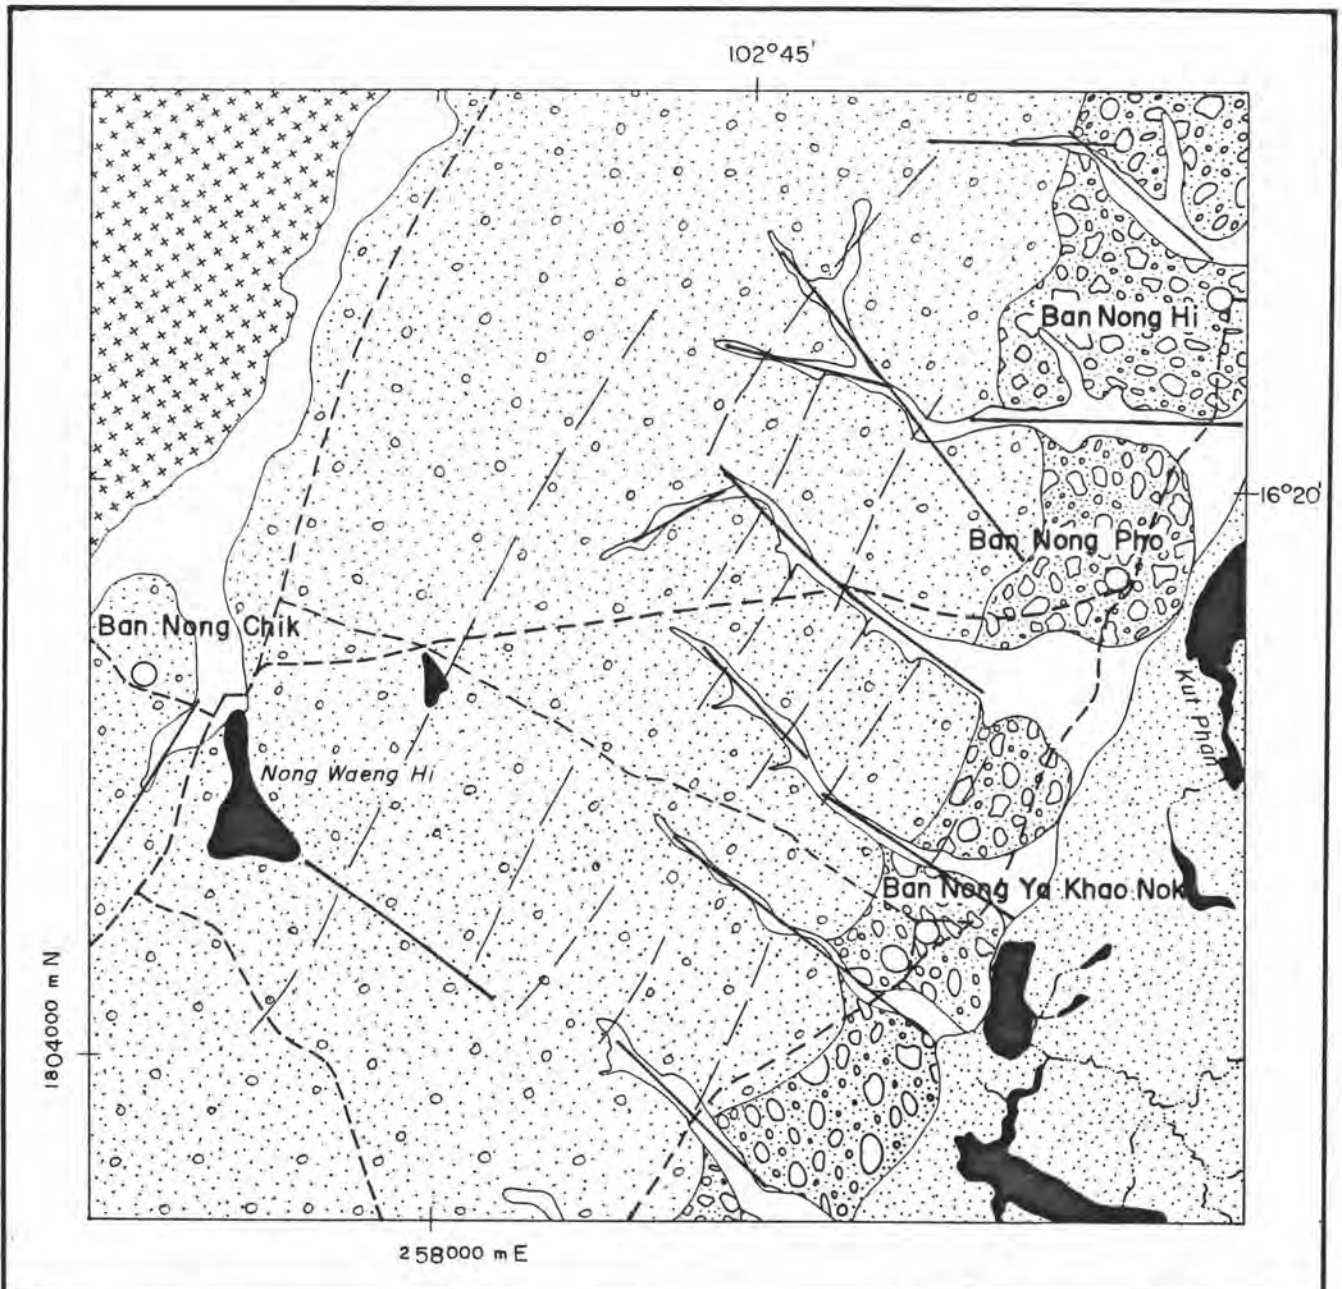 102°45'
Ban Nong Hi
16°20'
Ban Nong Pho
Ban Nong Chik
Kut Phan
Nong Waeng Hi
Ban Nong Ya Khao Nok
1804000 m N
258000 m E